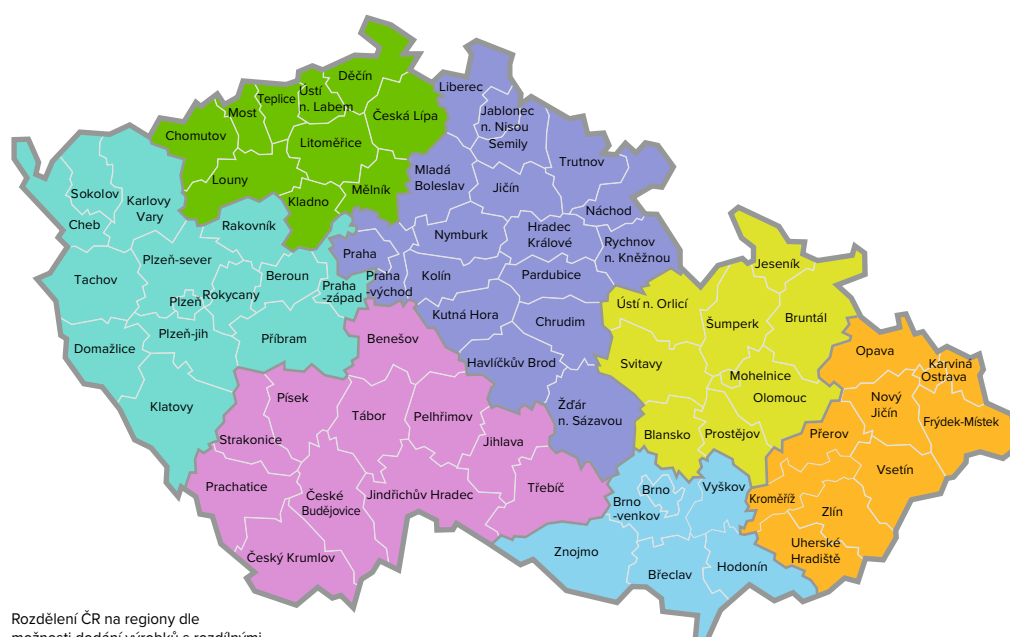 Děčín
Liberec
Teplice
Ústí
n. Labem
Most
Česká Lípa
Jablonec
n. Nisou
Chomutov
Litoměřice
Semily
Trutnov
Louny
Mělník
Mladá
Boleslav
Jičín
Sokolov
Karlovy
Vary
Kladno
Náchod
Cheb
Rakovník
Nymburk
Hradec
Králové
Rychnov
n. Kněžnou
Praha
Plzeň-sever
Jeseník
Tachov
Beroun
Praha
-západ
Praha
-východ
Kolín
Pardubice
Plzeň
Rokycany
Ústí n. Orlicí
Kutná Hora
Chrudim
Šumperk
Bruntál
Plzeň-jih
Příbram
Benešov
Domažlice
Havlíčkův Brod
Svitavy
Mohelnice
Opava
Karviná
Ostrava
Klatovy
Písek
Tábor
Pelhřimov
Žďár
n. Sázavou
Olomouc
Nový
Jičín
Frýdek-Místek
Strakonice
Jihlava
Blansko
Prostějov
Přerov
Vsetín
Prachatice
České
Budějovice
Jindřichův Hradec
Třebíč
Brno
Brno
-venkov
Vyškov
Kroměříž
Zlín
Český Krumlov
Znojmo
Břeclav
Hodonín
Uherské
Hradiště
Rozdělení ČR na regiony dle
možnosti dodání výrobků s rozdílnými